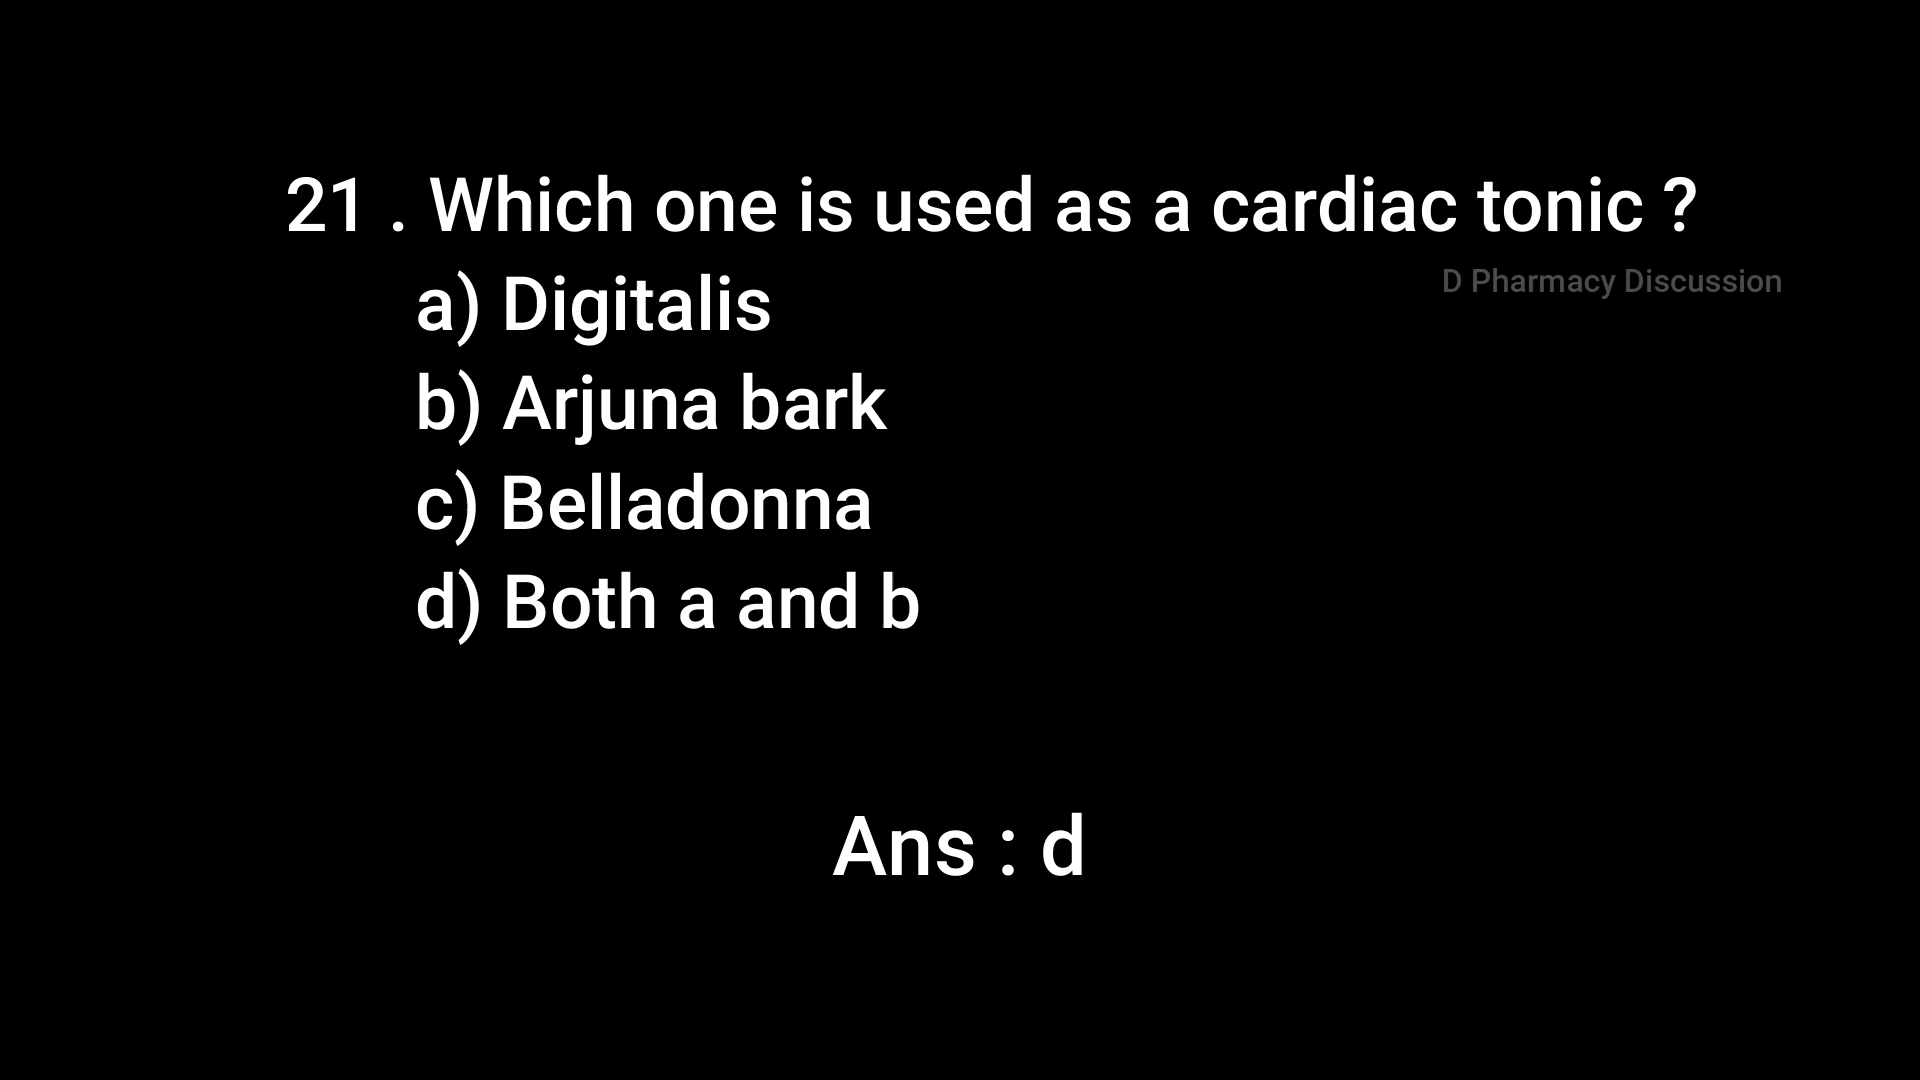 21 . Which one is used as a cardiac tonic ?
D Pharmacy Discussion
a) Digitalis
b) Arjuna bark
c) Belladonna
d) Both a and b
Ans : d